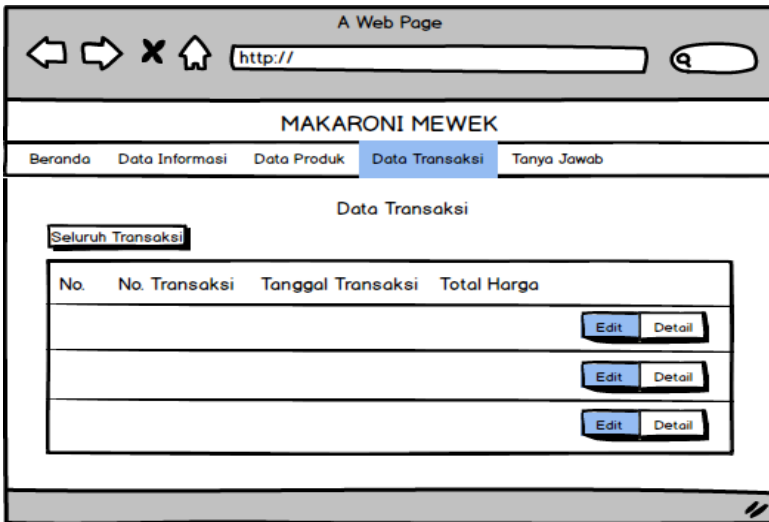 A Web Page
http://
MAKARONI MEWEK
Beranda Data Informasi Data Produk Data Transaksi Tanya Jawab
Data Transaksi
Seluruh Transaksi
No. No. Transaksi Tanggal Transaksi Total Harga
Edit Detail
Edit Detail
Edit Detail